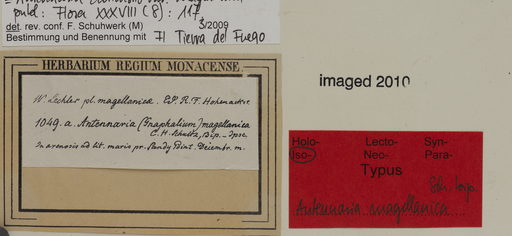 publ: Flora XXXVIII (8): 117
det. rev. conf. F. Schuhwerk (M) 3/2009
Bestimmung und Benennung mit Fl Tierra del Fuego
HERBARIUM REGIUM MONACENSE.
W. Lechler pl. magellanicae. Ed. R. F. Hohenacker
1049. a. Antennaria (Gnaphalium) magellanica
C. H. Schultz, Bip.
In arenosis ad lit. maris pr. Sandy Point. Decembr. m.
imaged 2010
Holo- Lecto- Syn-
Iso- Neo- Para-
Typus
Antennaria magellanica